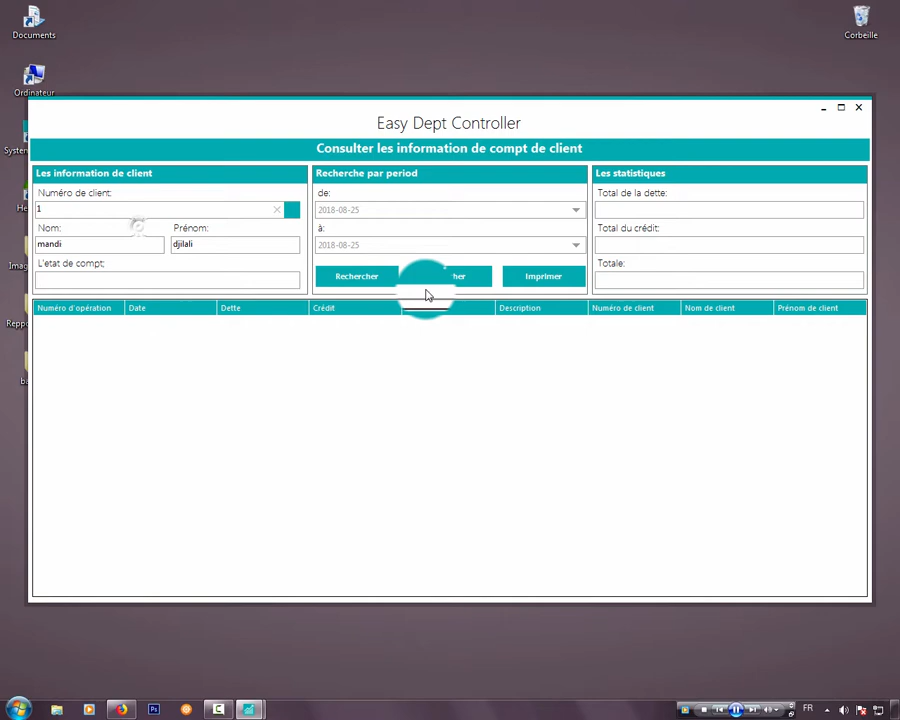 Documents
Corbeille
Ordinateur
Easy Dept Controller
Consulter les information de compt de client
Les information de client
Recherche par period
Les statistiques
Numéro de client:
de:
Total de la dette:
1
2018-08-25
Nom:
Prénom:
à:
Total du crédit:
mandi
djilali
2018-08-25
L'etat de compt:
Totale:
Rechercher
Imprimer
Numéro d'opération
Date
Dette
Crédit
Description
Numéro de client
Nom de client
Prénom de client
FR